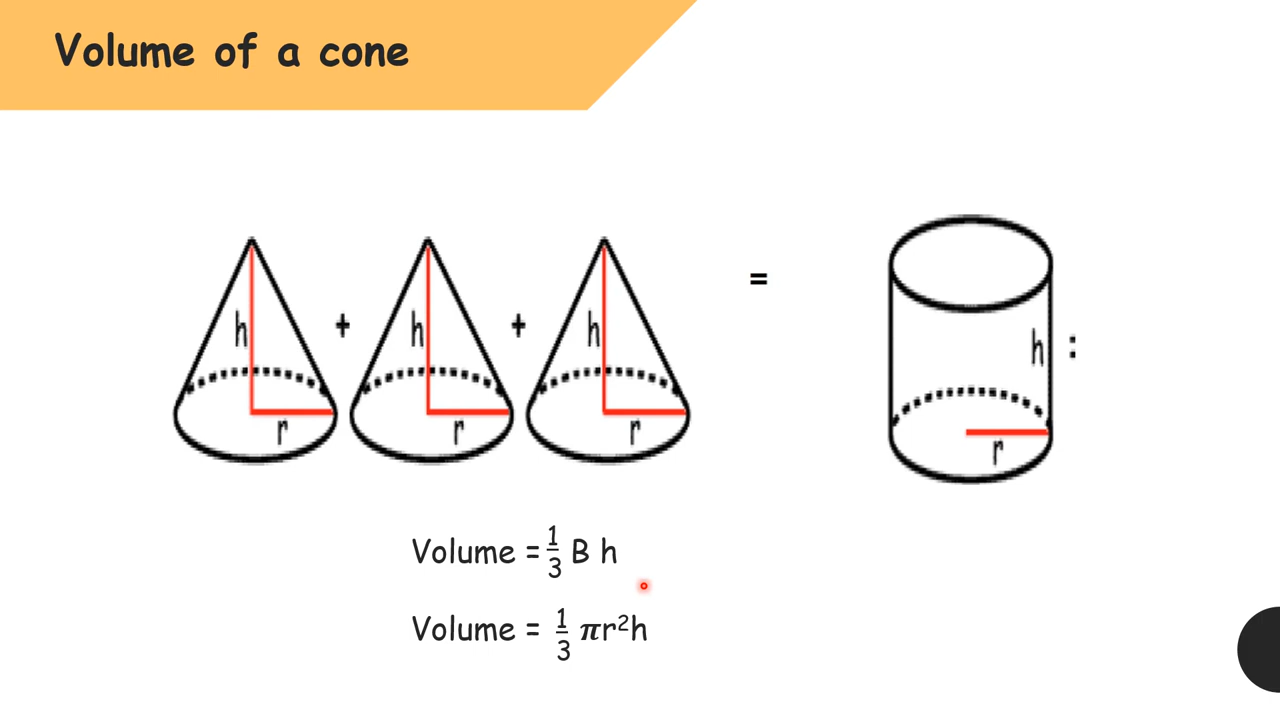 Volume of a cone
h + h + h = h :
r r r r
Volume = 1/3 B h
Volume = 1/3 𝝅r²h